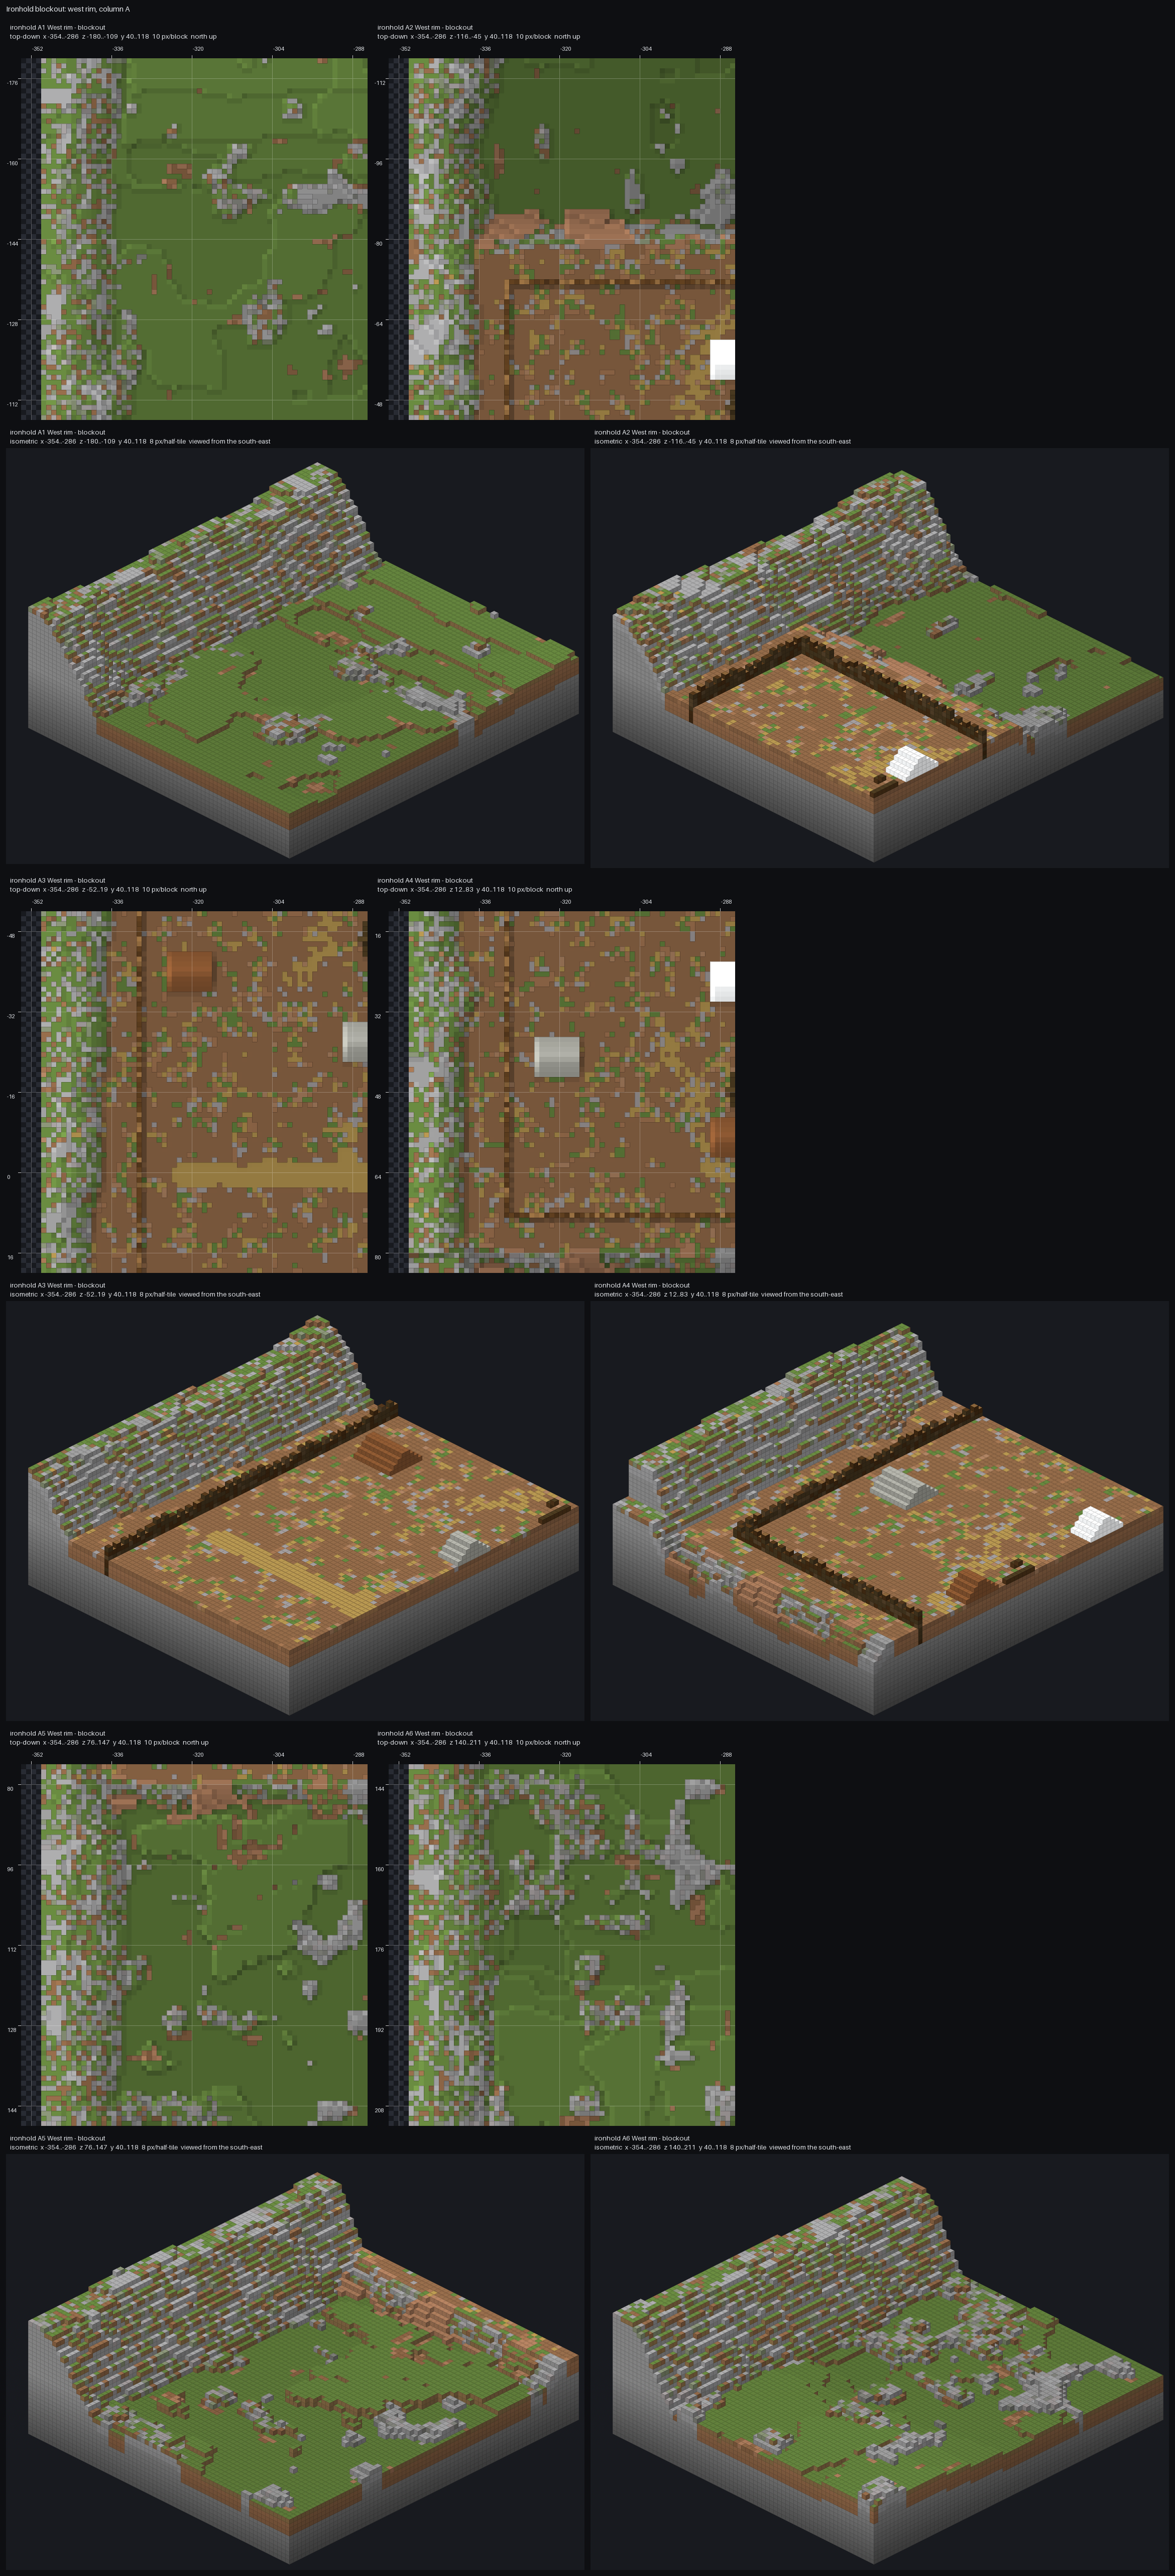 Ironhold blockout: west rim, column A
ironhold A1 West rim - blockout
top-down x -354..-286 z -180..-109 y 40..118 10 px/block north up
-352 -336 -320 -304 -288
-176
-160
-144
-128
-112
ironhold A2 West rim - blockout
top-down x -354..-286 z -116..-45 y 40..118 10 px/block north up
-352 -336 -320 -304 -288
-112
-96
-80
-64
-48
ironhold A1 West rim - blockout
isometric x -354..-286 z -180..-109 y 40..118 8 px/half-tile viewed from the south-east
ironhold A2 West rim - blockout
isometric x -354..-286 z -116..-45 y 40..118 8 px/half-tile viewed from the south-east
ironhold A3 West rim - blockout
top-down x -354..-286 z -52..19 y 40..118 10 px/block north up
-352 -336 -320 -304 -288
-48
-32
-16
0
16
ironhold A4 West rim - blockout
top-down x -354..-286 z 12..83 y 40..118 10 px/block north up
-352 -336 -320 -304 -288
16
32
48
64
80
ironhold A3 West rim - blockout
isometric x -354..-286 z -52..19 y 40..118 8 px/half-tile viewed from the south-east
ironhold A4 West rim - blockout
isometric x -354..-286 z 12..83 y 40..118 8 px/half-tile viewed from the south-east
ironhold A5 West rim - blockout
top-down x -354..-286 z 76..147 y 40..118 10 px/block north up
-352 -336 -320 -304 -288
80
96
112
128
144
ironhold A6 West rim - blockout
top-down x -354..-286 z 140..211 y 40..118 10 px/block north up
-352 -336 -320 -304 -288
144
160
176
192
208
ironhold A5 West rim - blockout
isometric x -354..-286 z 76..147 y 40..118 8 px/half-tile viewed from the south-east
ironhold A6 West rim - blockout
isometric x -354..-286 z 140..211 y 40..118 8 px/half-tile viewed from the south-east